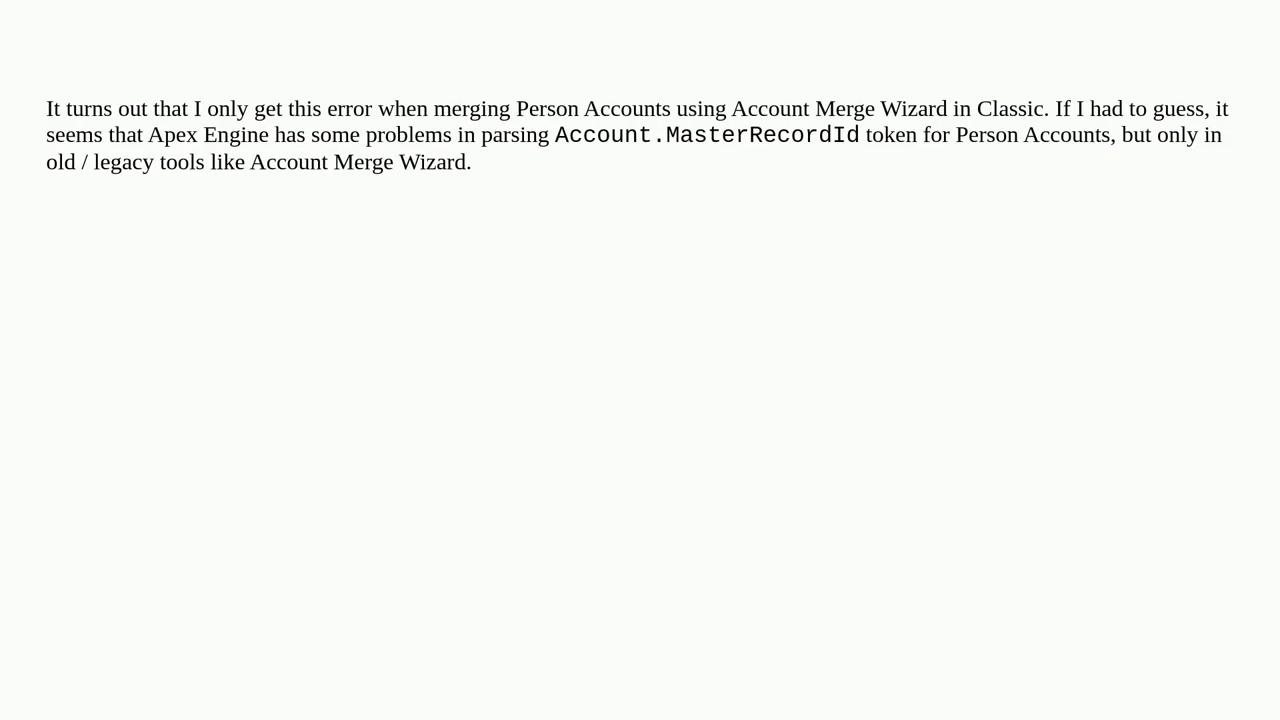 It turns out that I only get this error when merging Person Accounts using Account Merge Wizard in Classic. If I had to guess, it
seems that Apex Engine has some problems in parsing Account.MasterRecordId token for Person Accounts, but only in
old / legacy tools like Account Merge Wizard.